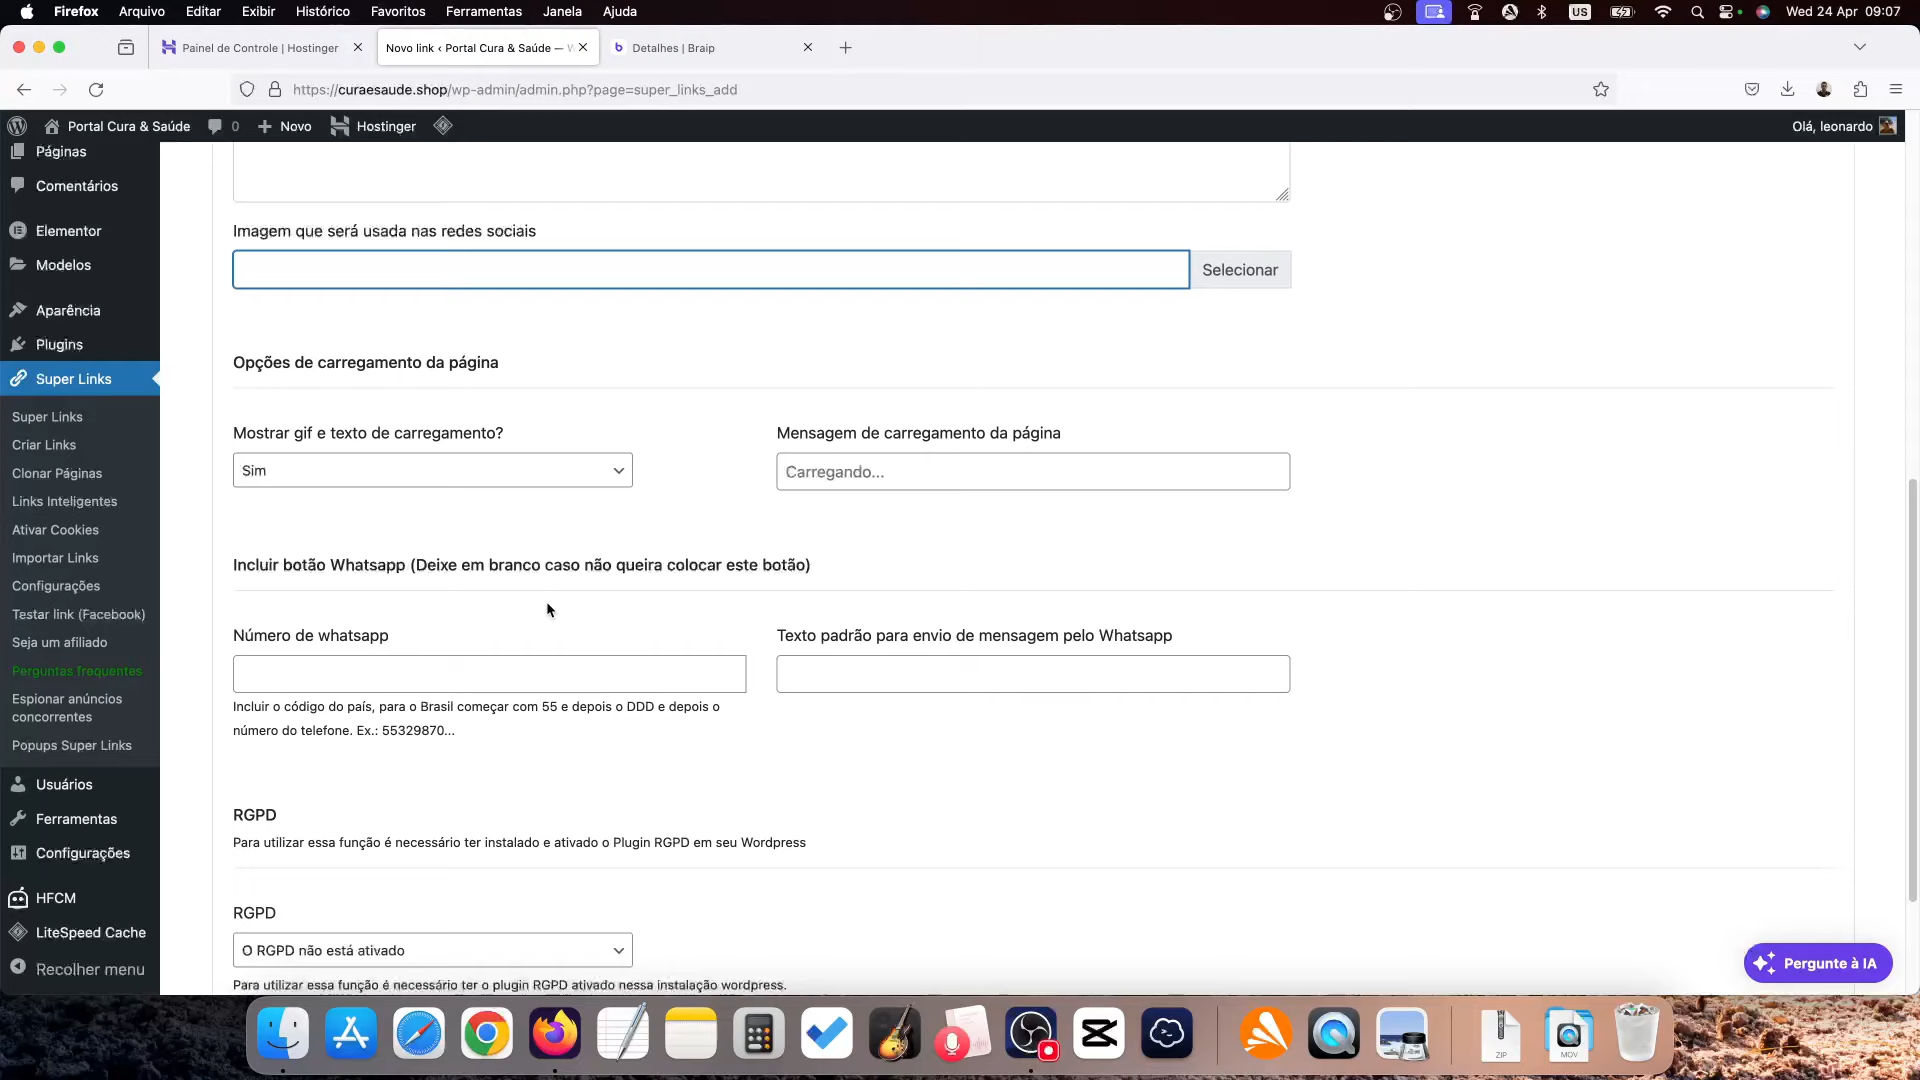 Firefox Arquivo Editar Exibir Histórico Favoritos Ferramentas Janela Ajuda US Wed 24 Apr 09:07
Painel de Controle | Hostinger Novo link ‹ Portal Cura & Saúde — Detalhes | Braip
https://curaesaude.shop/wp-admin/admin.php?page=super_links_add
Portal Cura & Saúde 0 Novo Hostinger Olá, leonardo
Páginas
Comentários
Elementor
Modelos
Aparência
Plugins
Super Links
Super Links
Criar Links
Clonar Páginas
Links Inteligentes
Ativar Cookies
Importar Links
Configurações
Testar link (Facebook)
Seja um afiliado
Perguntas frequentes
Espionar anúncios
concorrentes
Popups Super Links
Usuários
Ferramentas
Configurações
HFCM
LiteSpeed Cache
Recolher menu
Imagem que será usada nas redes sociais
Selecionar
Opções de carregamento da página
Mostrar gif e texto de carregamento? Mensagem de carregamento da página
Sim Carregando...
Incluir botão Whatsapp (Deixe em branco caso não queira colocar este botão)
Número de whatsapp Texto padrão para envio de mensagem pelo Whatsapp
Incluir o código do país, para o Brasil começar com 55 e depois o DDD e depois o
número do telefone. Ex.: 55329870...
RGPD
Para utilizar essa função é necessário ter instalado e ativado o Plugin RGPD em seu Wordpress
RGPD
O RGPD não está ativado
Para utilizar essa função é necessário ter o plugin RGPD ativado nessa instalação wordpress.
Pergunte à IA
ZIP MOV